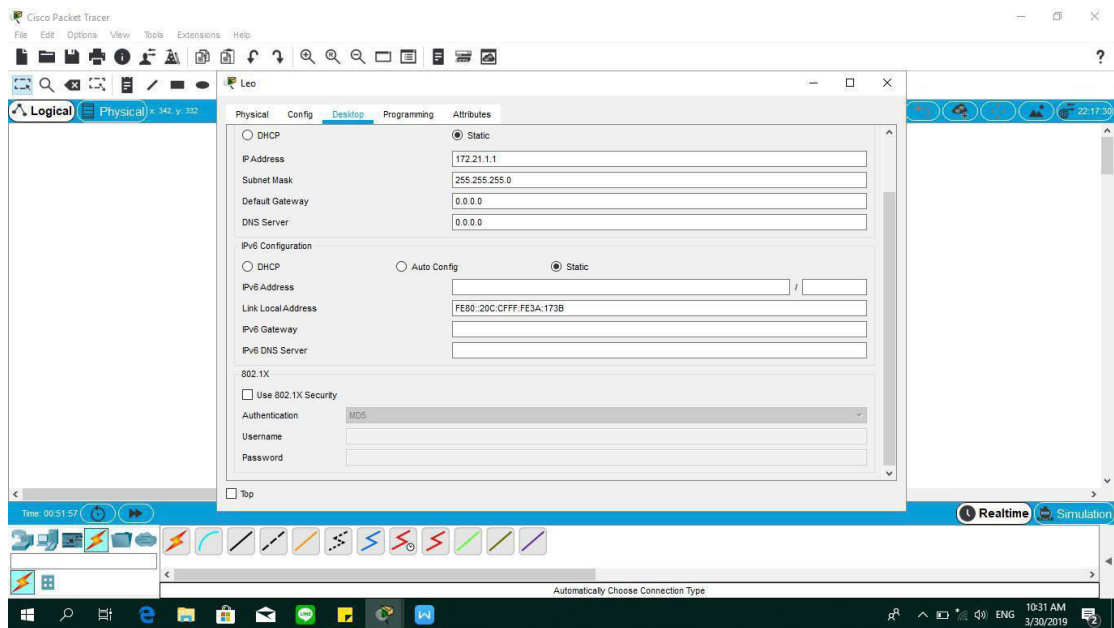 Cisco Packet Tracer
File Edit Options View Tools Extensions Help
?
Leo
Logical Physical x: 342, y: 332 22:17:30
Physical Config Desktop Programming Attributes
DHCP Static
IP Address 172.21.1.1
Subnet Mask 255.255.255.0
Default Gateway 0.0.0.0
DNS Server 0.0.0.0
IPv6 Configuration
DHCP Auto Config Static
IPv6 Address /
Link Local Address FE80::20C:CFFF:FE3A:173B
IPv6 Gateway
IPv6 DNS Server
802.1X
Use 802.1X Security
Authentication MD5
Username
Password
Top
Time: 00:51:57 Realtime Simulation
Automatically Choose Connection Type
ENG 10:31 AM
3/30/2019